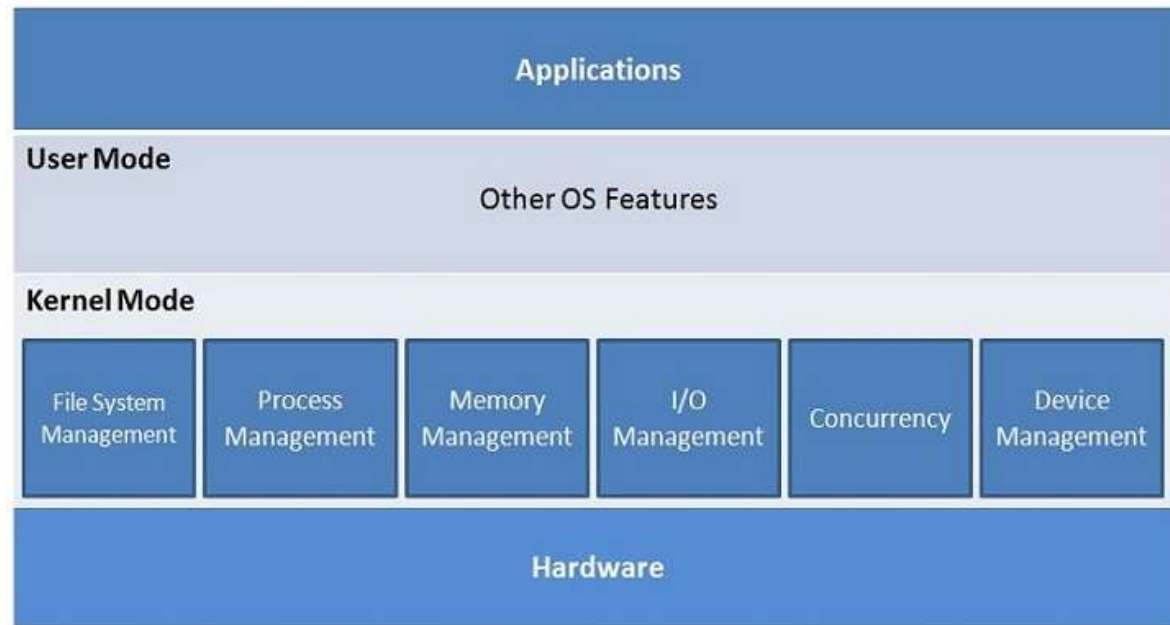 Applications
User Mode
Other OS Features
Kernel Mode
File System
Management
Process
Management
Memory
Management
I/O
Management
Concurrency
Device
Management
Hardware